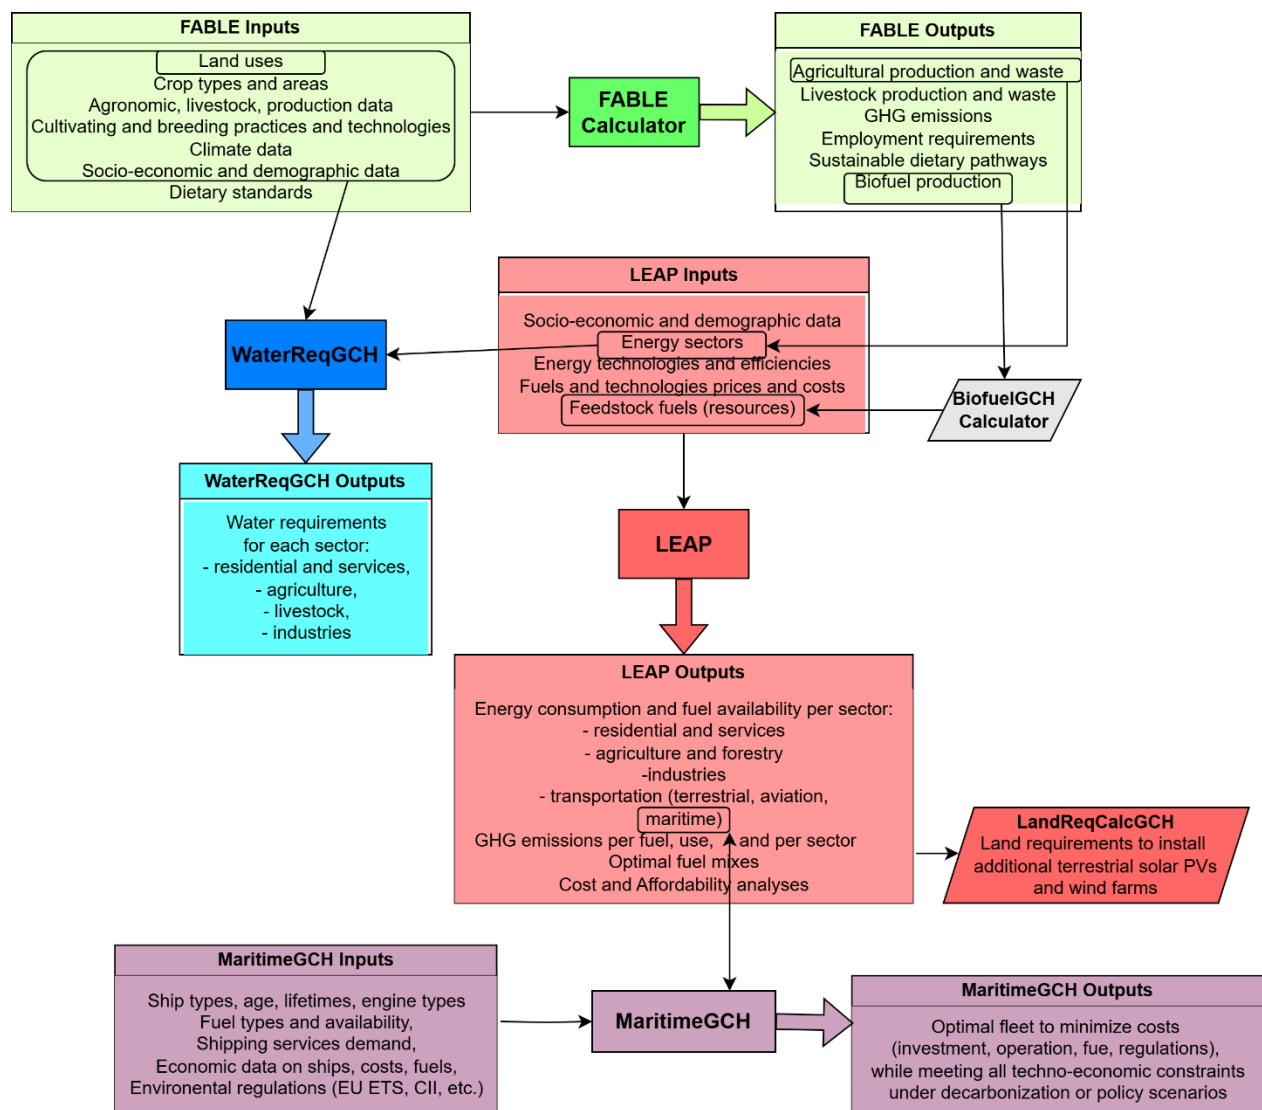 FABLE Inputs
Land uses
Crop types and areas
Agronomic, livestock, production data
Cultivating and breeding practices and technologies
Climate data
Socio-economic and demographic data
Dietary standards
FABLE
Calculator
FABLE Outputs
Agricultural production and waste
Livestock production and waste
GHG emissions
Employment requirements
Sustainable dietary pathways
Biofuel production
LEAP Inputs
Socio-economic and demographic data
Energy sectors
Energy technologies and efficiencies
Fuels and technologies prices and costs
Feedstock fuels (resources)
WaterReqGCH
BiofuelGCH
Calculator
WaterReqGCH Outputs
Water requirements
for each sector:
- residential and services,
- agriculture,
- livestock,
- industries
LEAP
LEAP Outputs
Energy consumption and fuel availability per sector:
- residential and services
- agriculture and forestry
-industries
- transportation (terrestrial, aviation,
maritime)
GHG emissions per fuel, use, and per sector
Optimal fuel mixes
Cost and Affordability analyses
LandReqCalcGCH
Land requirements to install
additional terrestrial solar PVs
and wind farms
MaritimeGCH Inputs
Ship types, age, lifetimes, engine types
Fuel types and availability,
Shipping services demand,
Economic data on ships, costs, fuels,
Environental regulations (EU ETS, CII, etc.)
MaritimeGCH
MaritimeGCH Outputs
Optimal fleet to minimize costs
(investment, operation, fue, regulations),
while meeting all techno-economic constraints
under decarbonization or policy scenarios